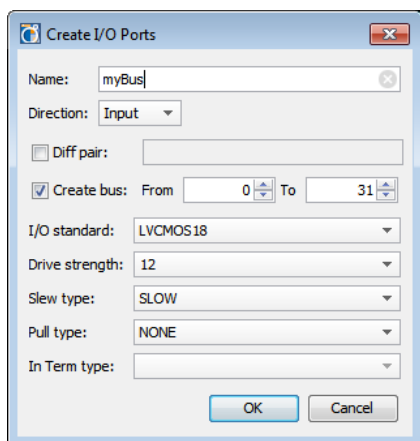 Create I/O Ports
Name: myBus
Direction: Input
Diff pair:
Create bus: From 0 To 31
I/O standard: LVCMOS18
Drive strength: 12
Slew type: SLOW
Pull type: NONE
In Term type:
OK Cancel